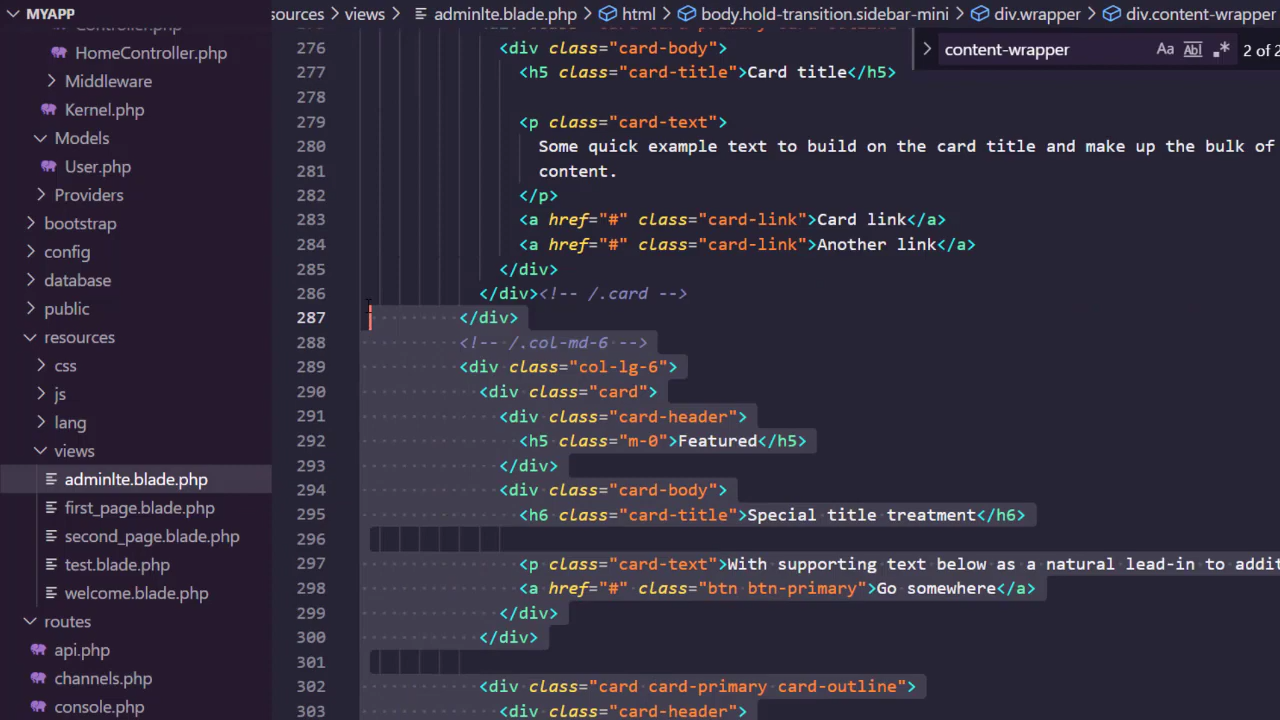 MYAPP
Controller.php
HomeController.php
Middleware
Kernel.php
Models
User.php
Providers
bootstrap
config
database
public
resources
css
js
lang
views
adminlte.blade.php
first_page.blade.php
second_page.blade.php
test.blade.php
welcome.blade.php
routes
api.php
channels.php
console.php
sources > views > adminlte.blade.php > html > body.hold-transition.sidebar-mini > div.wrapper > div.content-wrapper
content-wrapper Aa Abl .* 2 of 2
276 <div class="card-body">
277 <h5 class="card-title">Card title</h5>
278
279 <p class="card-text">
280 Some quick example text to build on the card title and make up the bulk of
281 content.
282 </p>
283 <a href="#" class="card-link">Card link</a>
284 <a href="#" class="card-link">Another link</a>
285 </div>
286 </div><!-- /.card -->
287 </div>
288 <!-- /.col-md-6 -->
289 <div class="col-lg-6">
290 <div class="card">
291 <div class="card-header">
292 <h5 class="m-0">Featured</h5>
293 </div>
294 <div class="card-body">
295 <h6 class="card-title">Special title treatment</h6>
296
297 <p class="card-text">With supporting text below as a natural lead-in to addit
298 <a href="#" class="btn btn-primary">Go somewhere</a>
299 </div>
300 </div>
301
302 <div class="card card-primary card-outline">
303 <div class="card-header">